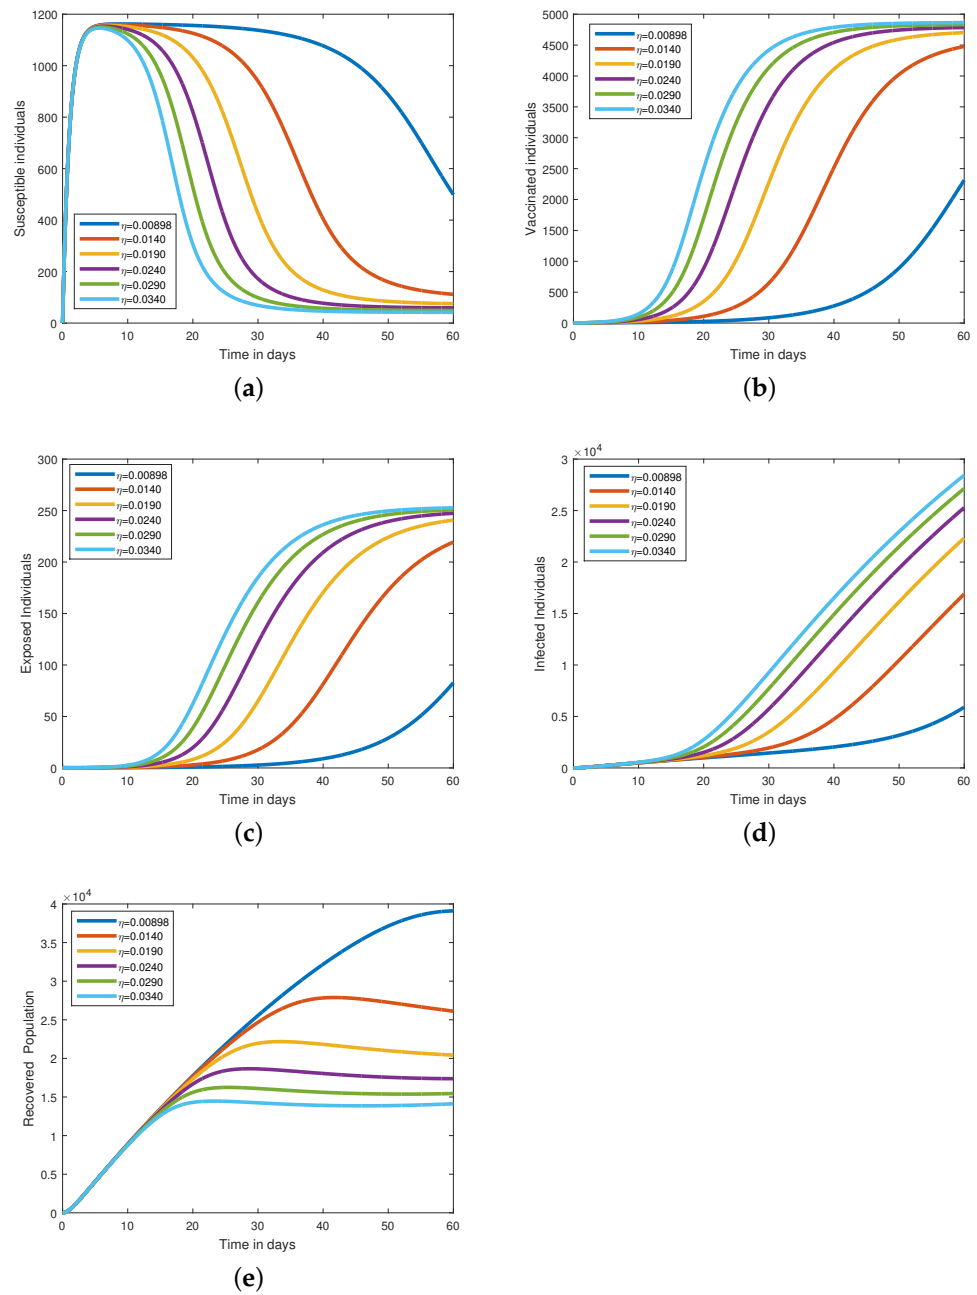 1200
1000
800
600
400
200
0
Susceptible individuals
η=0.00898
η=0.0140
η=0.0190
η=0.0240
η=0.0290
η=0.0340
0 10 20 30 40 50 60
Time in days
(a)
5000
4500
4000
3500
3000
2500
2000
1500
1000
500
0
Vaccinated individuals
η=0.00898
η=0.0140
η=0.0190
η=0.0240
η=0.0290
η=0.0340
0 10 20 30 40 50 60
Time in days
(b)
300
250
200
150
100
50
0
Exposed Individuals
η=0.00898
η=0.0140
η=0.0190
η=0.0240
η=0.0290
η=0.0340
0 10 20 30 40 50 60
Time in days
(c)
×10⁴
3
2.5
2
1.5
1
0.5
0
Infected Individuals
η=0.00898
η=0.0140
η=0.0190
η=0.0240
η=0.0290
η=0.0340
0 10 20 30 40 50 60
Time in days
(d)
×10⁴
4
3.5
3
2.5
2
1.5
1
0.5
0
Recovered Population
η=0.00898
η=0.0140
η=0.0190
η=0.0240
η=0.0290
η=0.0340
0 10 20 30 40 50 60
Time in days
(e)